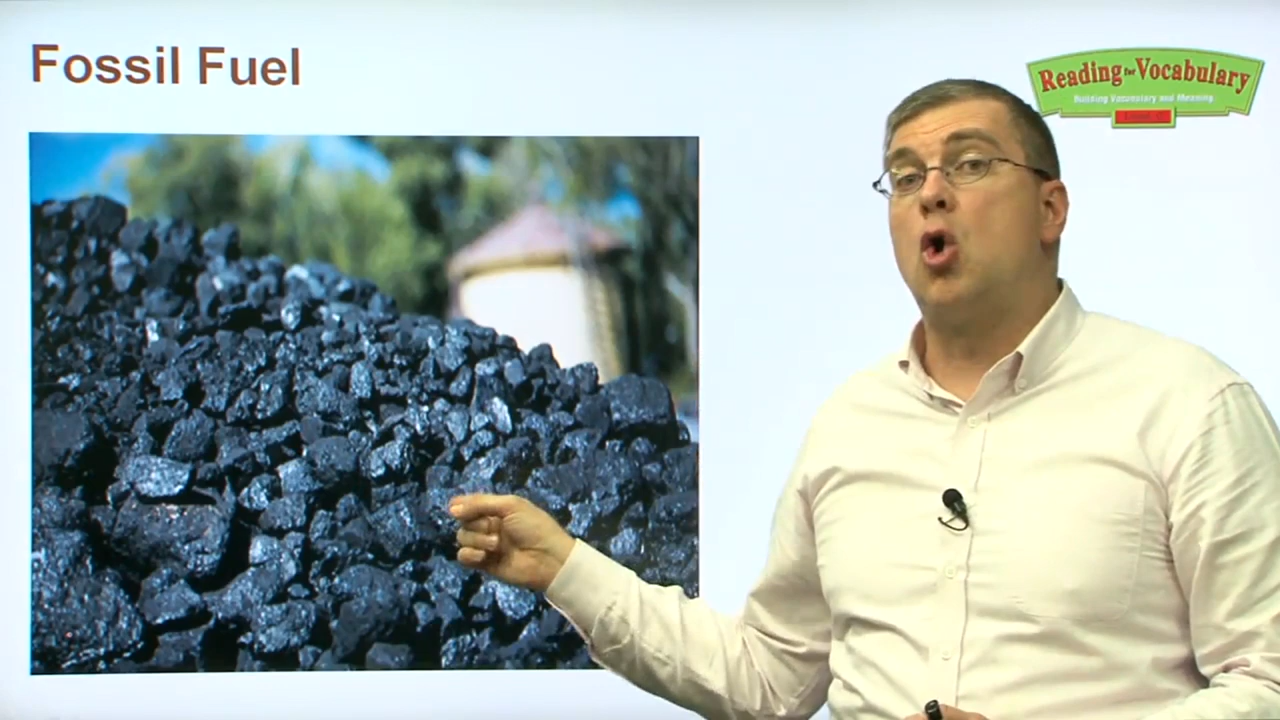 Fossil Fuel
Reading for Vocabulary
Building Vocabulary and Meaning